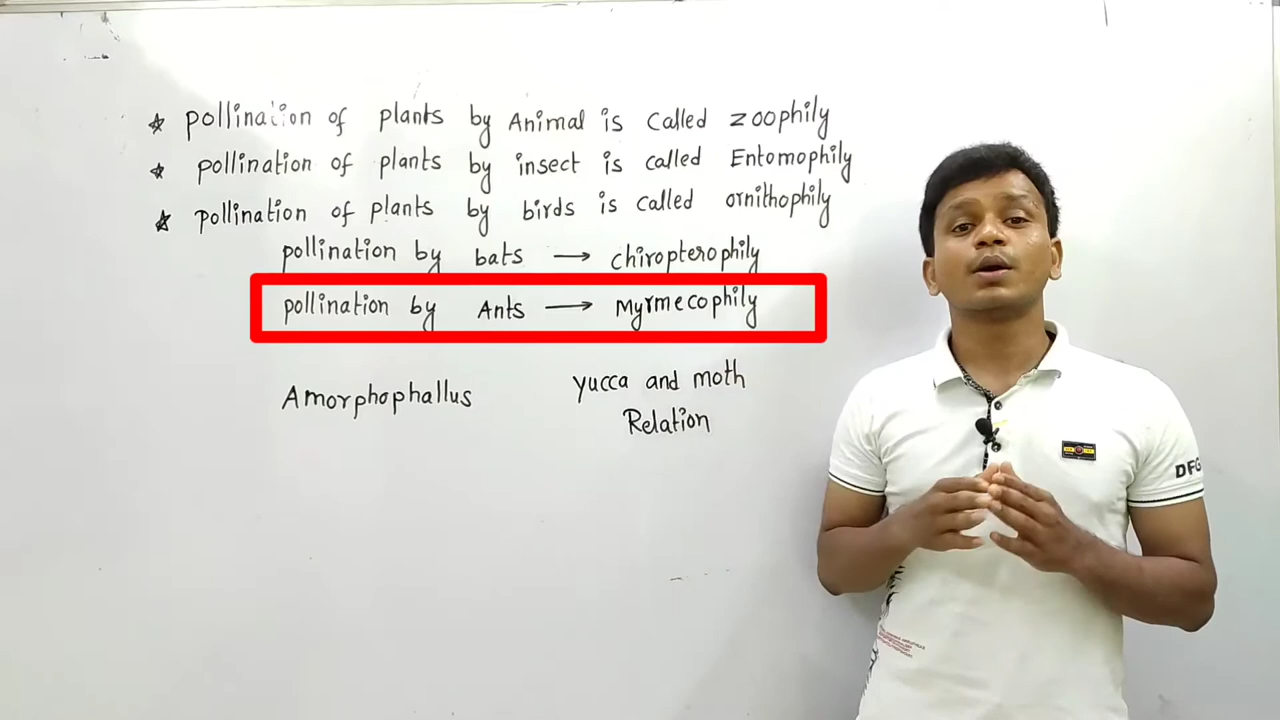 ☆ pollination of plants by Animal is called zoophily
☆ pollination of plants by insect is called Entomophily
☆ pollination of plants by birds is called ornithophily
pollination by bats → chiropterophily
pollination by Ants → Myrmecophily
Amorphophallus
yucca and moth
Relation
DFG